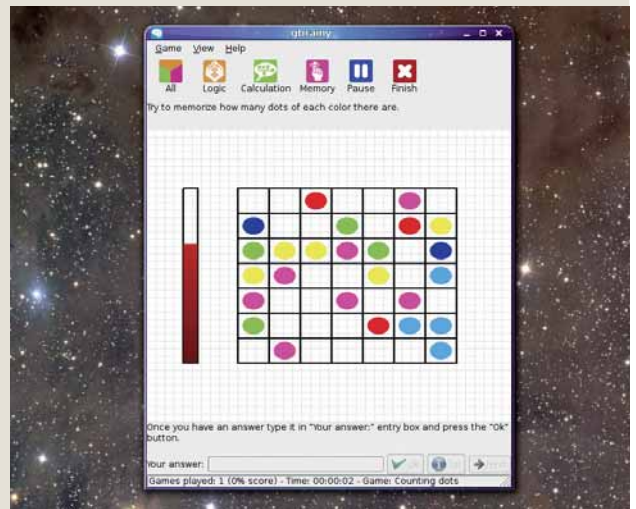 gbrainy
Game View Help
All Logic Calculation Memory Pause Finish
Try to memorize how many dots of each color there are.
Once you have an answer type it in "Your answer:" entry box and press the "Ok"
button.
Your answer:
Games played: 1 (0% score) - Time: 00:00:02 - Game: Counting dots